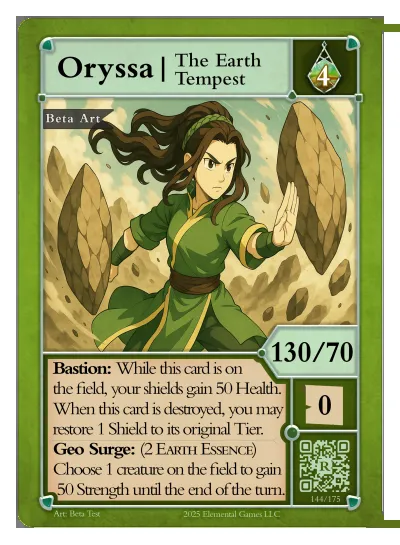 Oryssa | The Earth
Tempest
4
Beta Art
130/70
Bastion: While this card is on
the field, your shields gain 50 Health.
When this card is destroyed, you may
restore 1 Shield to its original Tier.
0
Geo Surge: (2 EARTH ESSENCE)
Choose 1 creature on the field to gain
50 Strength until the end of the turn.
R
144/175
Art: Beta Test
2025 Elemental Games LLC